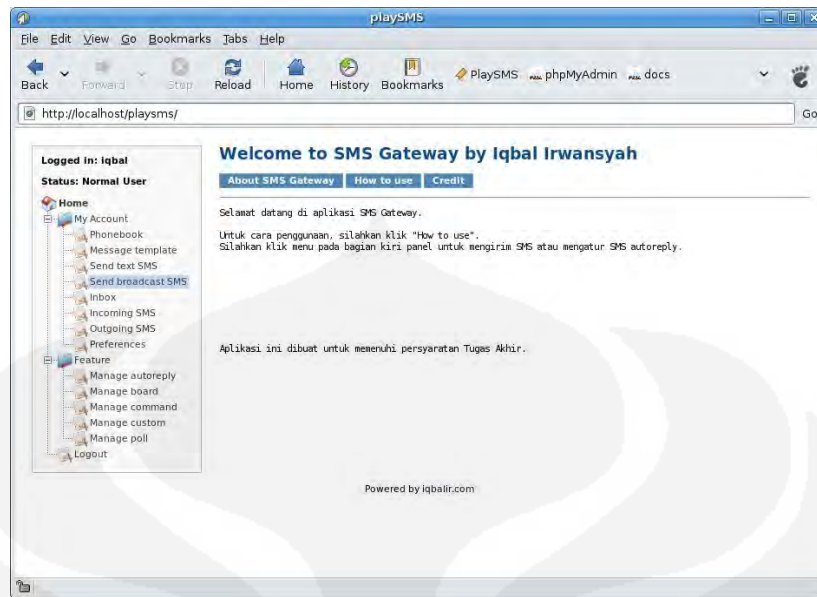 playSMS
File Edit View Go Bookmarks Tabs Help
Back Forward Stop Reload Home History Bookmarks PlaySMS phpMyAdmin docs
http://localhost/playsms/ Go
Logged in: iqbal
Status: Normal User
Home
My Account
Phonebook
Message template
Send text SMS
Send broadcast SMS
Inbox
Incoming SMS
Outgoing SMS
Preferences
Feature
Manage autoreply
Manage board
Manage command
Manage custom
Manage poll
Logout
Welcome to SMS Gateway by Iqbal Irwansyah
About SMS Gateway How to use Credit
Selamat datang di aplikasi SMS Gateway.
Untuk cara penggunaan, silahkan klik "How to use".
Silahkan klik menu pada bagian kiri panel untuk mengirim SMS atau mengatur SMS autoreply.
Aplikasi ini dibuat untuk memenuhi persyaratan Tugas Akhir.
Powered by iqbalir.com